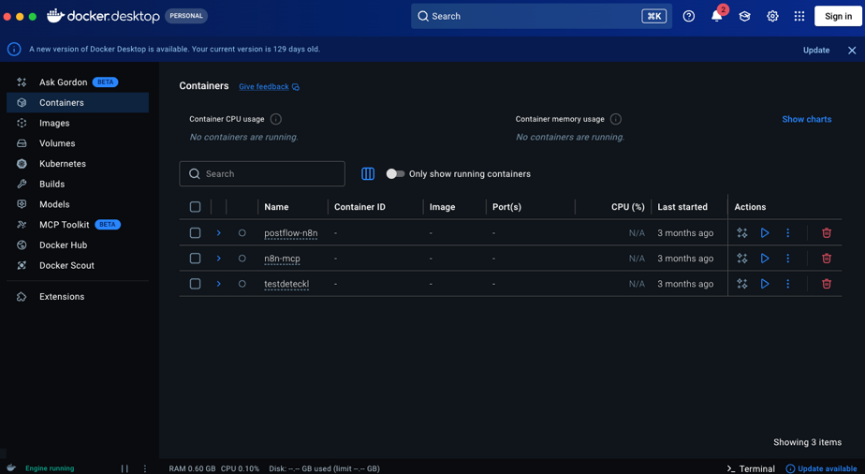 docker.desktop PERSONAL Search ⌘K 2 Sign in
A new version of Docker Desktop is available. Your current version is 129 days old. Update
Ask Gordon BETA
Containers
Images
Volumes
Kubernetes
Builds
Models
MCP Toolkit BETA
Docker Hub
Docker Scout
Extensions
Containers Give feedback
Container CPU usage
No containers are running.
Container memory usage
No containers are running.
Show charts
Search
Only show running containers
Name Container ID Image Port(s) CPU (%) Last started Actions
postflow-n8n - - - N/A 3 months ago
n8n-mcp - - - N/A 3 months ago
testdeteckl - - - N/A 3 months ago
Showing 3 items
Engine running RAM 0.60 GB CPU 0.10% Disk: --.-- GB used (limit --.-- GB) >_ Terminal Update available